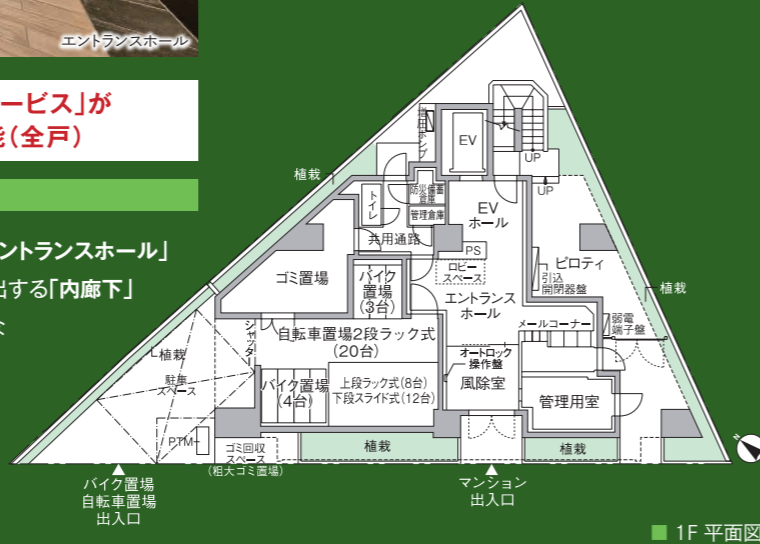 エントランスホール
ービス」が
能(全戸)
ントランスホール」
出する「内廊下」
な
植栽
増圧ポンプ
EV
UP
UP
トイレ
防災備蓄
倉庫
管理倉庫
共用通路
EV
ホール
PS
ロビー
スペース
エントランス
ホール
ピロティ
引込
開閉器盤
植栽
弱電
端子盤
メールコーナー
オートロック
操作盤
風除室
管理用室
ゴミ置場
バイク
置場
(3台)
シャッター
自転車置場2段ラック式
(20台)
上段ラック式(8台)
下段スライド式(12台)
バイク置場
(4台)
植栽
駐車
スペース
PTM
ゴミ回収
スペース
(粗大ゴミ置場)
植栽
植栽
バイク置場
自転車置場
出入口
マンション
出入口
N
■ 1F 平面図